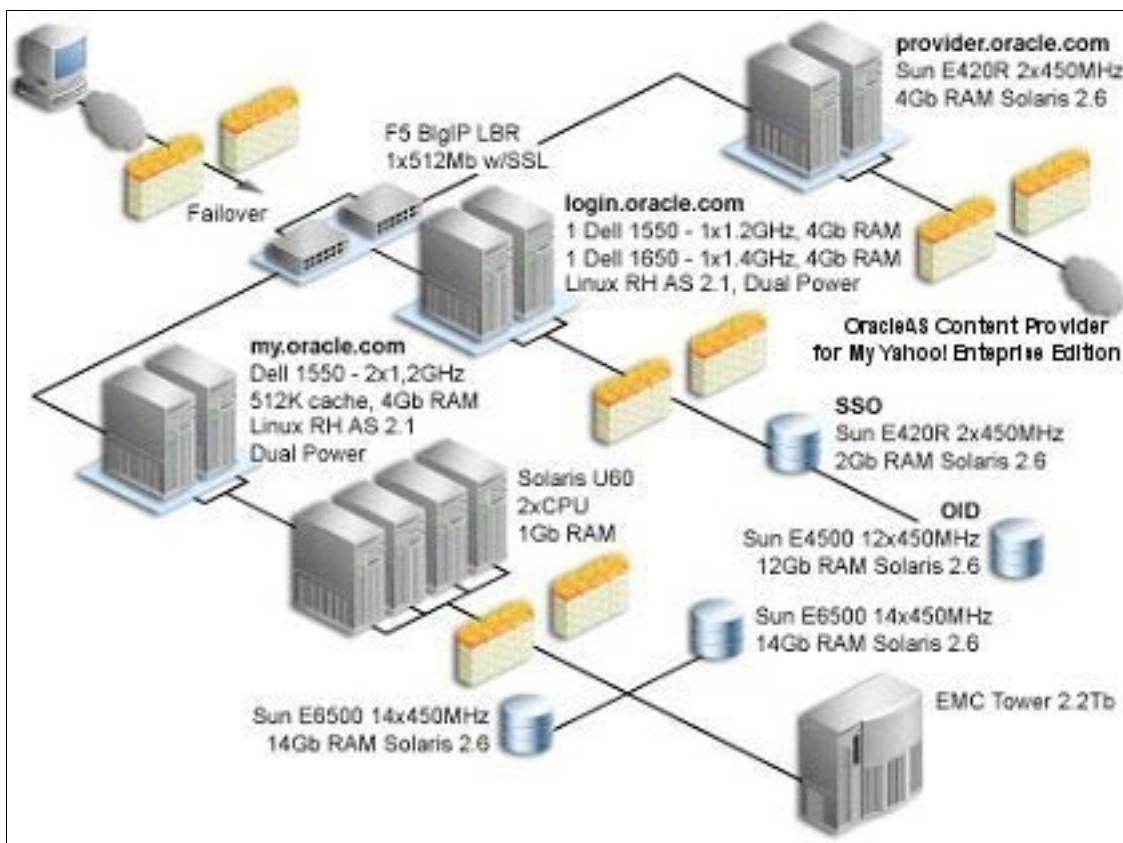 provider.oracle.com
Sun E420R 2x450MHz
4Gb RAM Solaris 2.6
F5 BigIP LBR
1x512Mb w/SSL
Failover
login.oracle.com
1 Dell 1550 - 1x1.2GHz, 4Gb RAM
1 Dell 1650 - 1x1.4GHz, 4Gb RAM
Linux RH AS 2.1, Dual Power
OracleAS Content Provider
for My Yahoo! Enteprise Edition
my.oracle.com
Dell 1550 - 2x1,2GHz
512K cache, 4Gb RAM
Linux RH AS 2.1
Dual Power
SSO
Sun E420R 2x450MHz
2Gb RAM Solaris 2.6
Solaris U60
2xCPU
1Gb RAM
OID
Sun E4500 12x450MHz
12Gb RAM Solaris 2.6
Sun E6500 14x450MHz
14Gb RAM Solaris 2.6
Sun E6500 14x450MHz
14Gb RAM Solaris 2.6
EMC Tower 2.2Tb